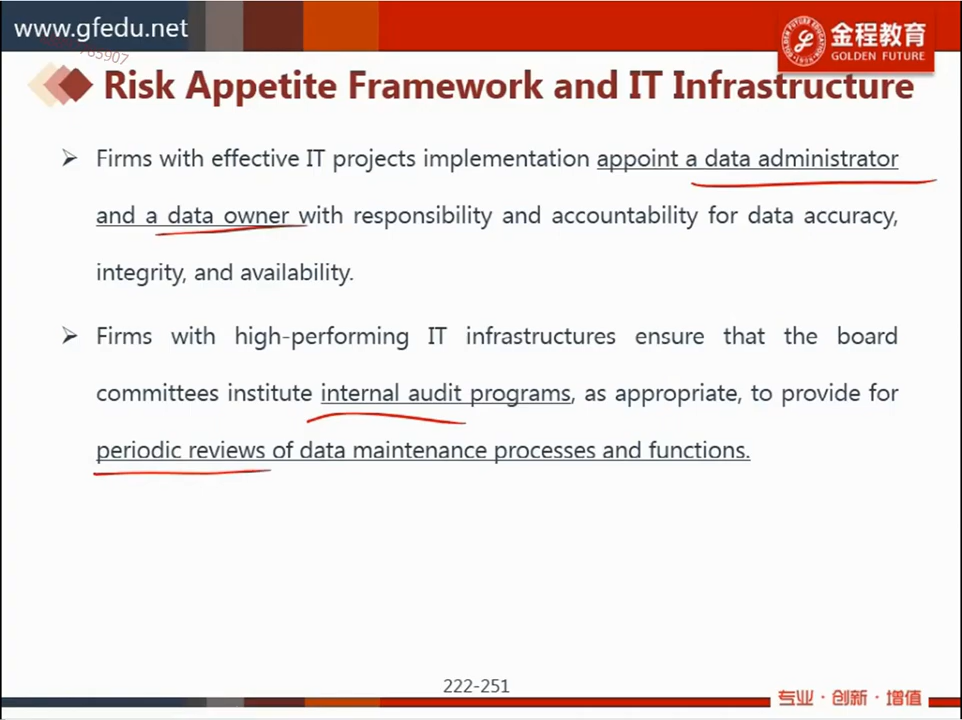 www.gfedu.net
金程教育
GOLDEN FUTURE
Risk Appetite Framework and IT Infrastructure
Firms with effective IT projects implementation appoint a data administrator
and a data owner with responsibility and accountability for data accuracy,
integrity, and availability.
Firms with high-performing IT infrastructures ensure that the board
committees institute internal audit programs, as appropriate, to provide for
periodic reviews of data maintenance processes and functions.
222-251
专业·创新·增值